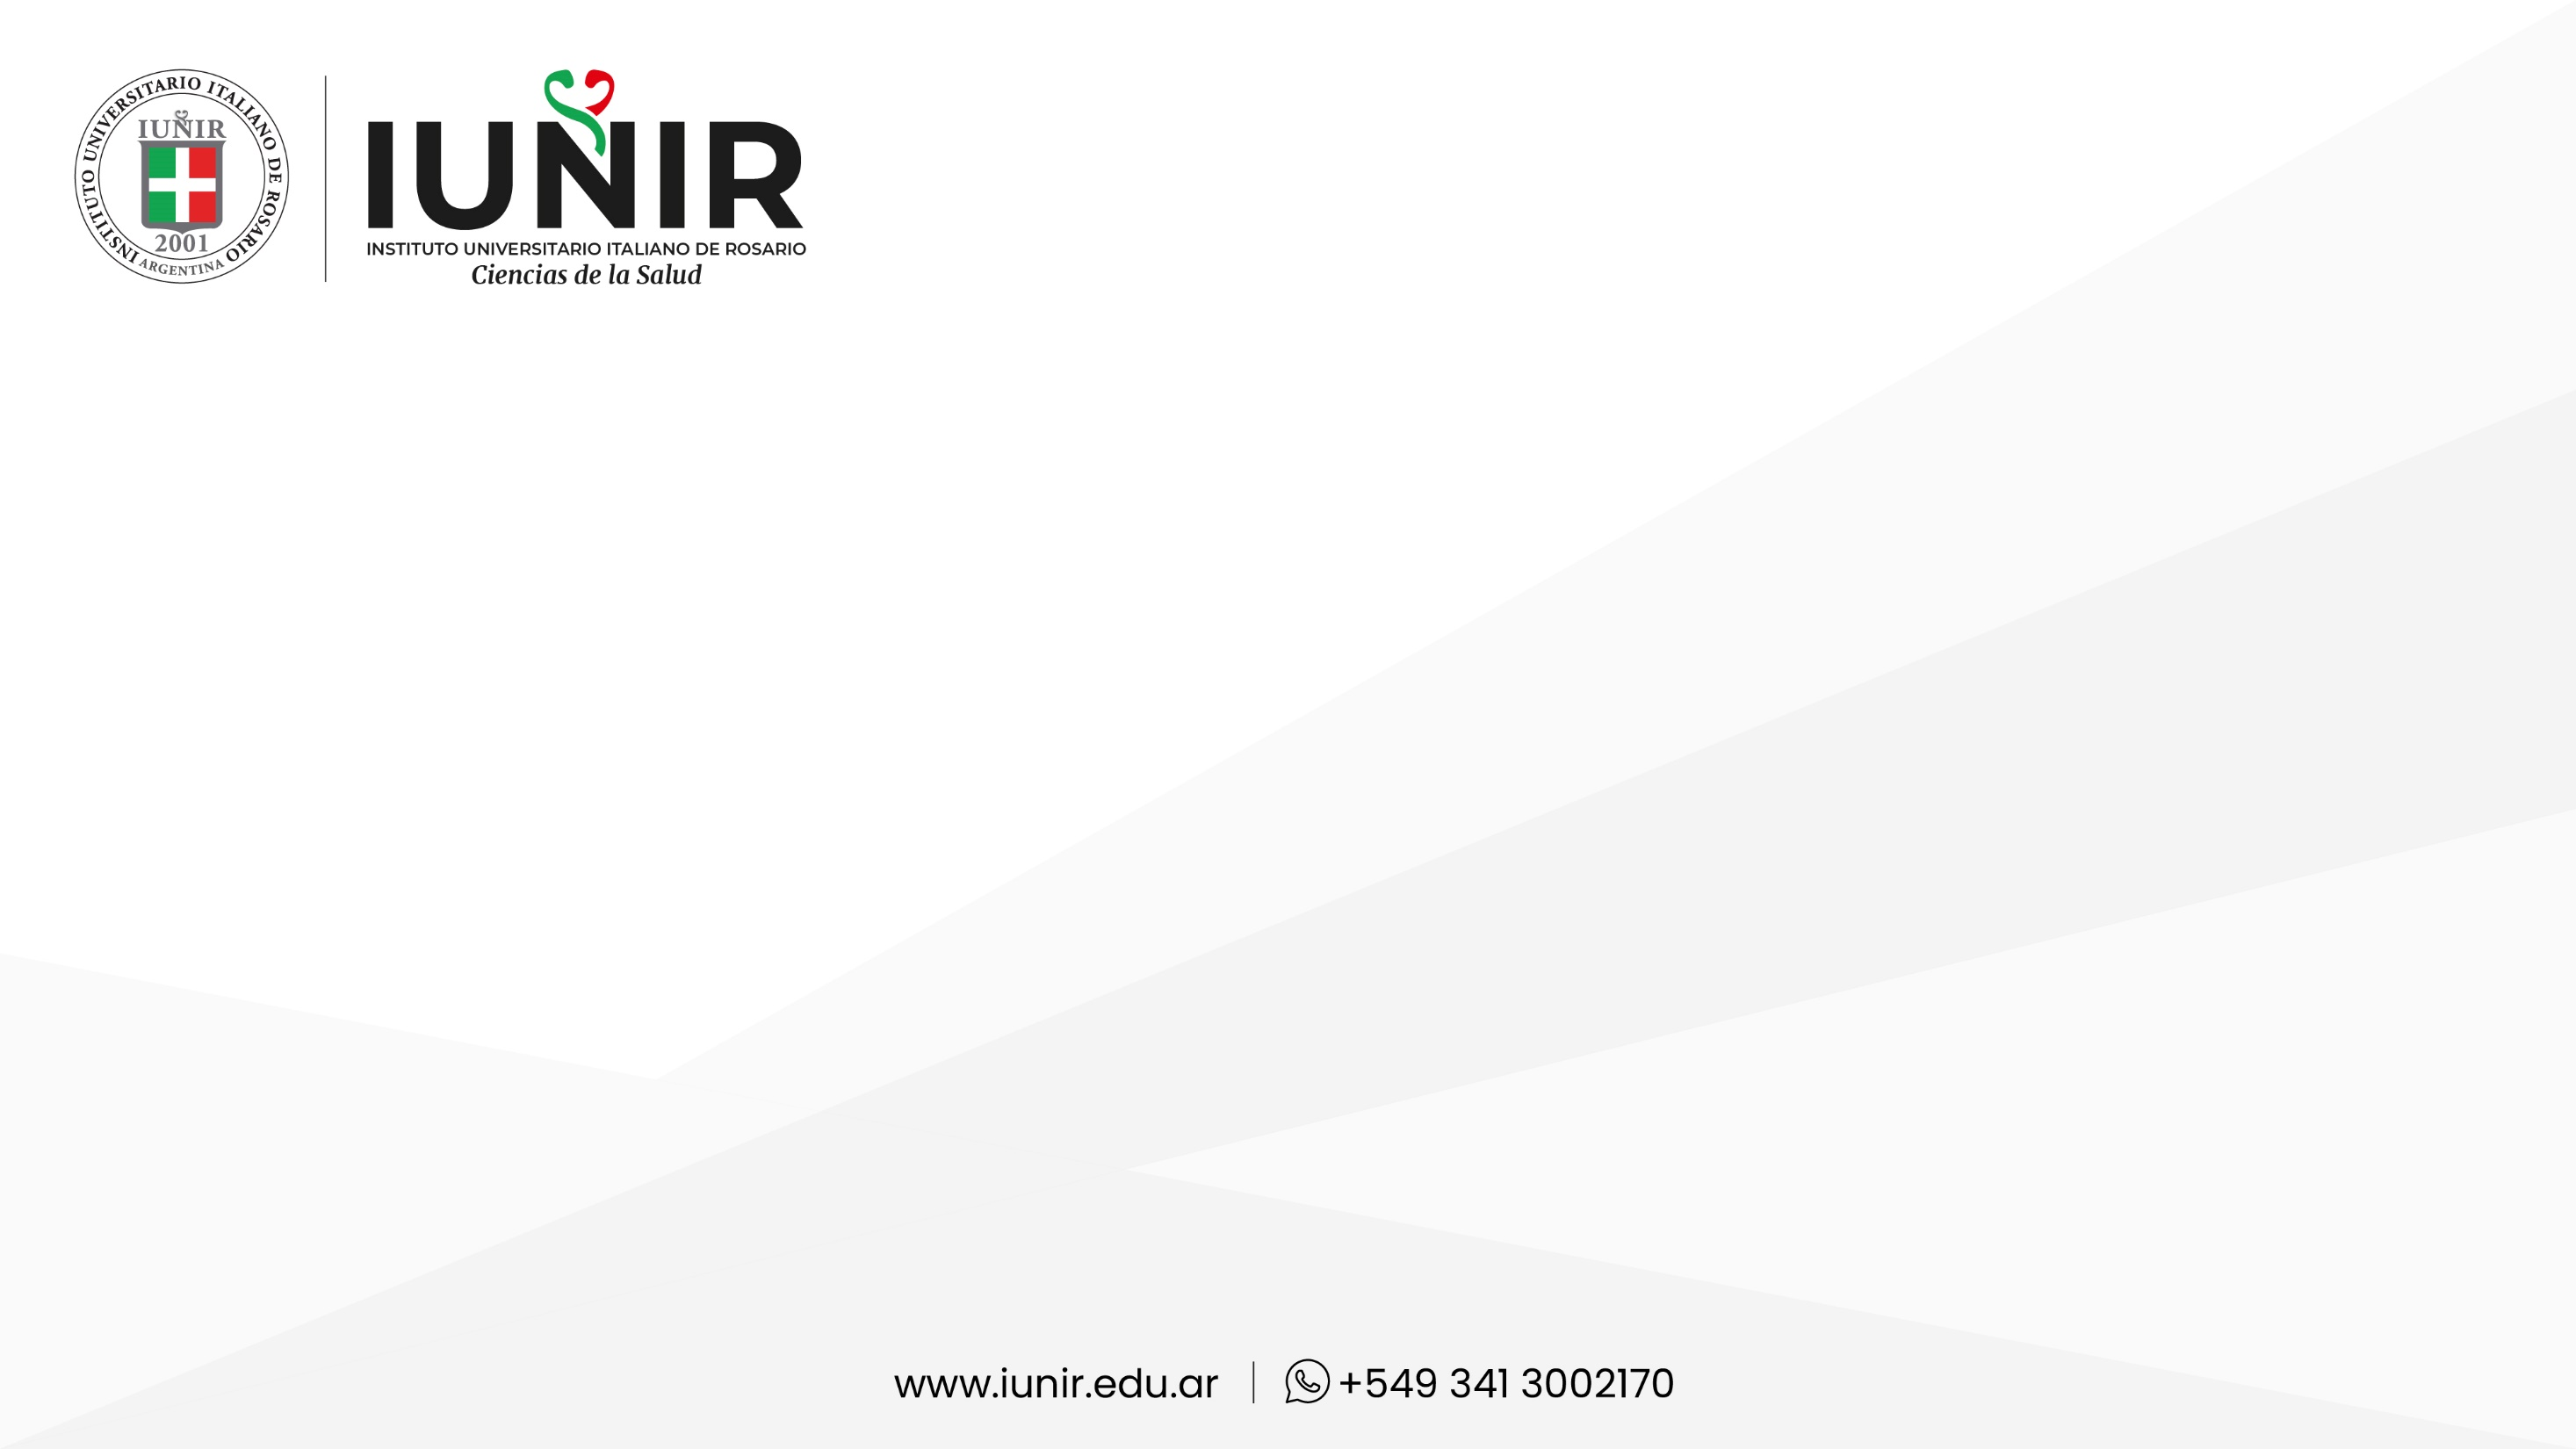 INSTITUTO UNIVERSITARIO ITALIANO DE ROSARIO
ARGENTINA
IUNIR
2001
IUNIR
INSTITUTO UNIVERSITARIO ITALIANO DE ROSARIO
Ciencias de la Salud
www.iunir.edu.ar
+549 341 3002170